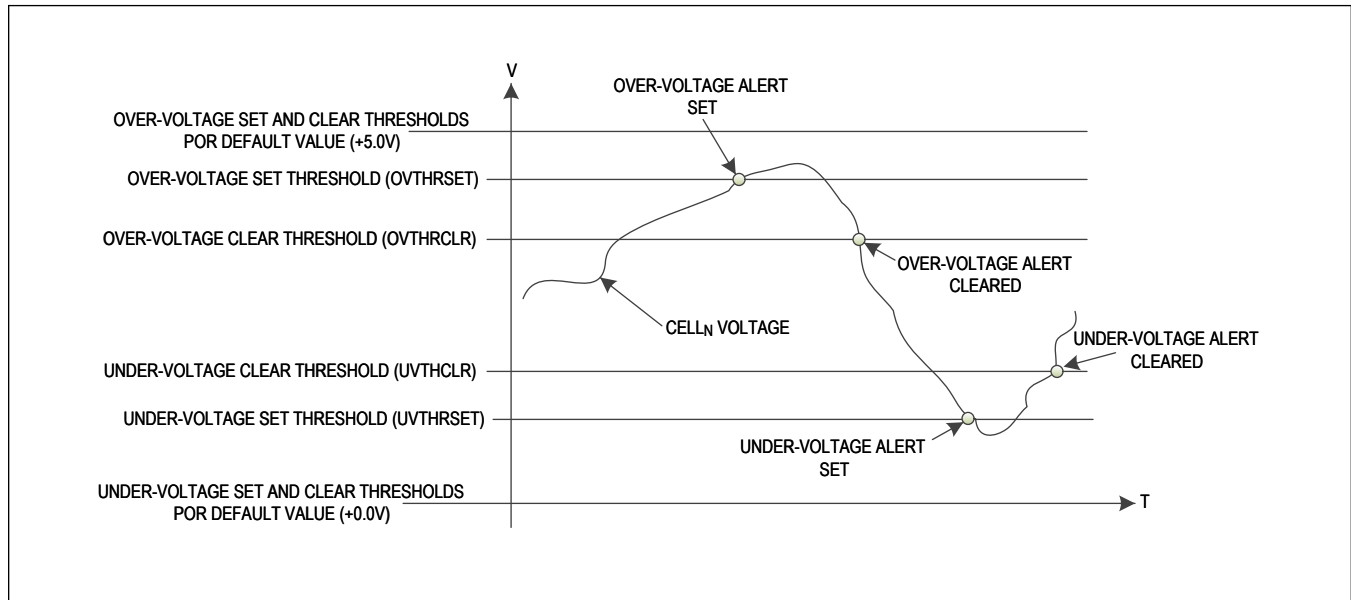 V
OVER-VOLTAGE ALERT
SET
OVER-VOLTAGE SET AND CLEAR THRESHOLDS
POR DEFAULT VALUE (+5.0V)
OVER-VOLTAGE SET THRESHOLD (OVTHRSET)
OVER-VOLTAGE CLEAR THRESHOLD (OVTHRCLR)
OVER-VOLTAGE ALERT
CLEARED
CELLN VOLTAGE
UNDER-VOLTAGE ALERT
CLEARED
UNDER-VOLTAGE CLEAR THRESHOLD (UVTHCLR)
UNDER-VOLTAGE SET THRESHOLD (UVTHRSET)
UNDER-VOLTAGE ALERT
SET
UNDER-VOLTAGE SET AND CLEAR THRESHOLDS
POR DEFAULT VALUE (+0.0V)
T